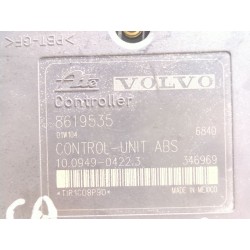 >PBT-GF<
Ate VOLVO
Controller
8619535
6840
CONTROL-UNIT ABS
10.0949-0422.3 346969
MADE IN MEXICO